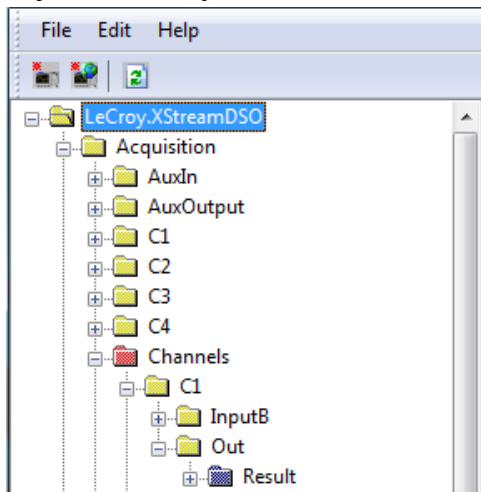 File Edit Help
LeCroy.XStreamDSO
Acquisition
AuxIn
AuxOutput
C1
C2
C3
C4
Channels
C1
InputB
Out
Result